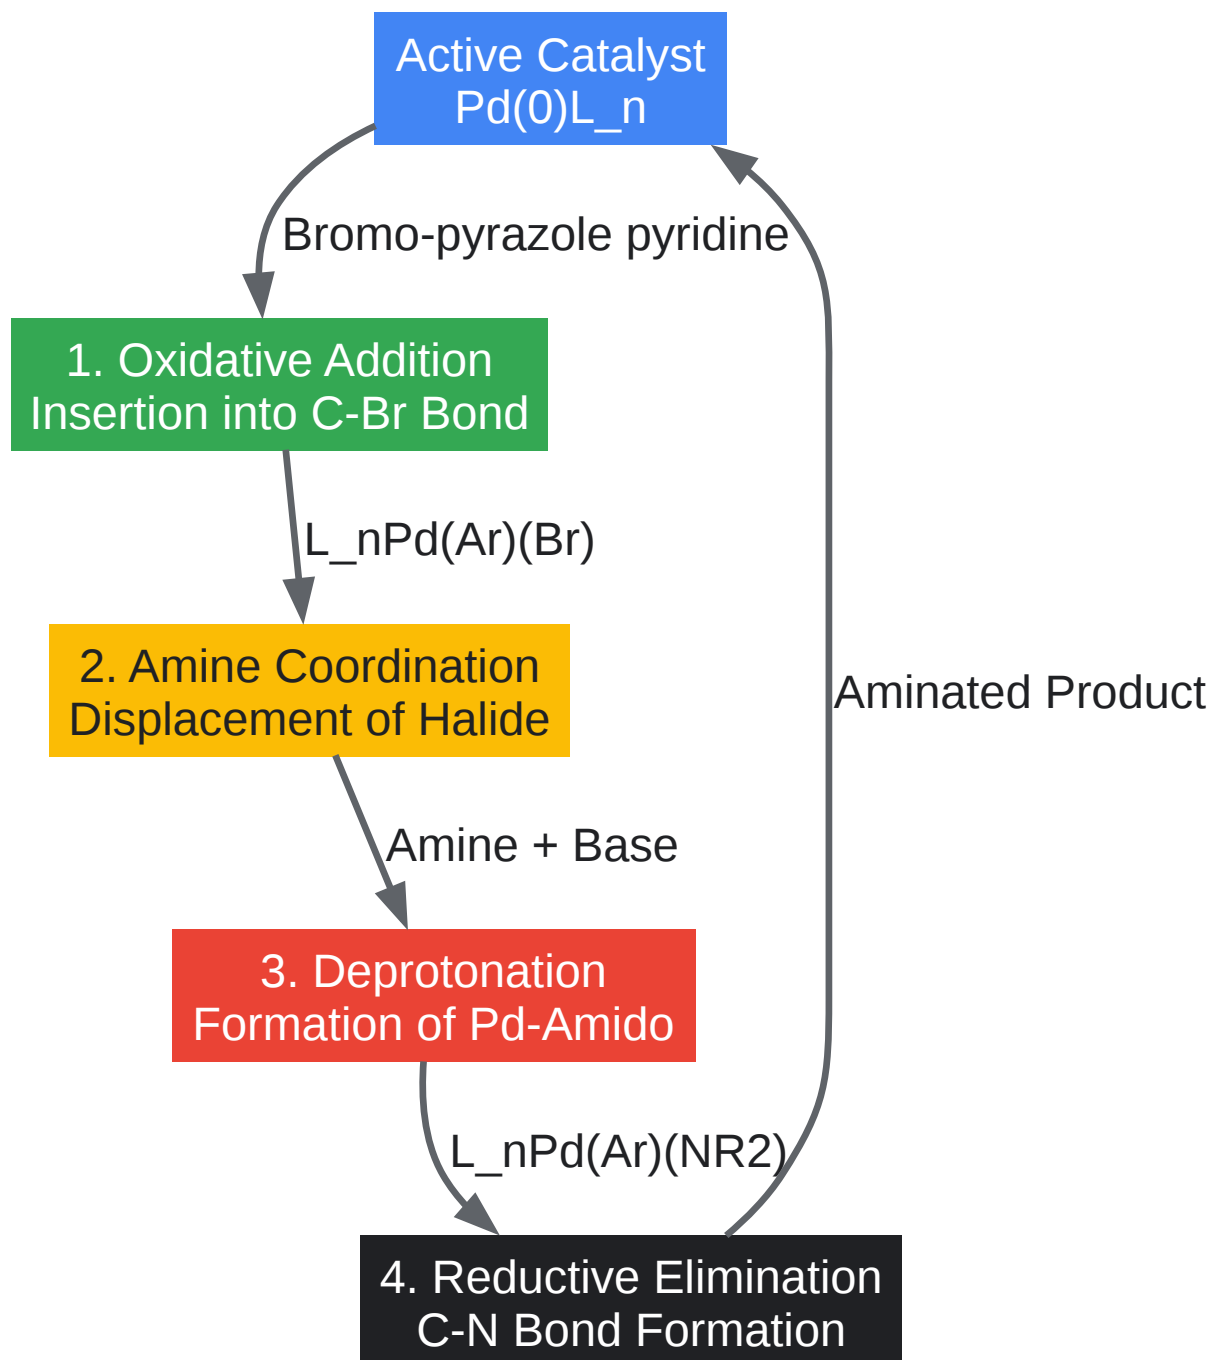 Active Catalyst
Pd(0)L_n
Bromo-pyrazole pyridine
1. Oxidative Addition
Insertion into C-Br Bond
L_nPd(Ar)(Br)
2. Amine Coordination
Displacement of Halide
Aminated Product
Amine + Base
3. Deprotonation
Formation of Pd-Amido
L_nPd(Ar)(NR2)
4. Reductive Elimination
C-N Bond Formation